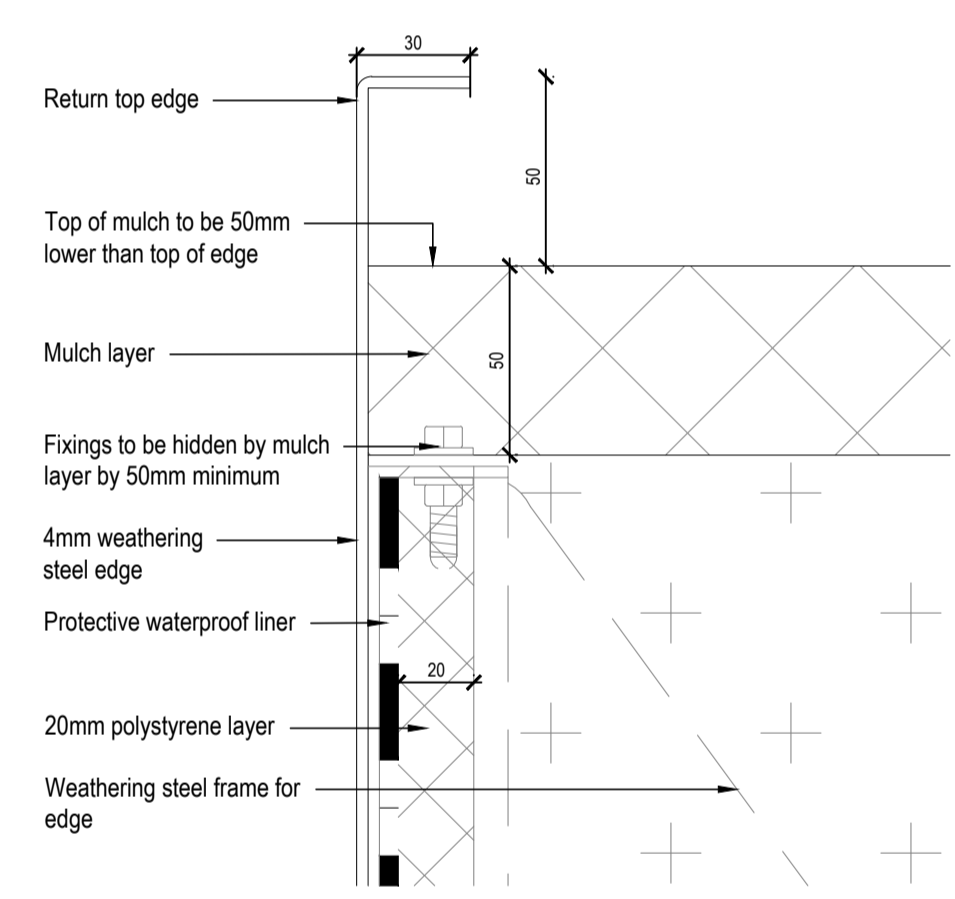 30
Return top edge
50
Top of mulch to be 50mm
lower than top of edge
Mulch layer
50
Fixings to be hidden by mulch
layer by 50mm minimum
4mm weathering
steel edge
Protective waterproof liner
20
20mm polystyrene layer
Weathering steel frame for
edge